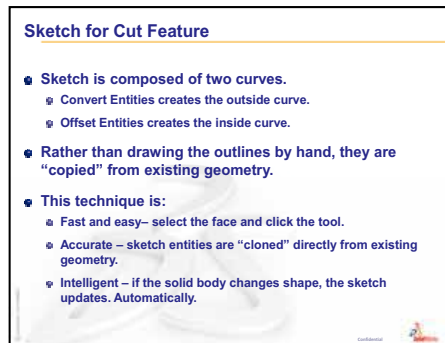 Sketch for Cut Feature
Sketch is composed of two curves.
Convert Entities creates the outside curve.
Offset Entities creates the inside curve.
Rather than drawing the outlines by hand, they are
“copied” from existing geometry.
This technique is:
Fast and easy– select the face and click the tool.
Accurate – sketch entities are “cloned” directly from existing
geometry.
Intelligent – if the solid body changes shape, the sketch
updates. Automatically.
Confidential